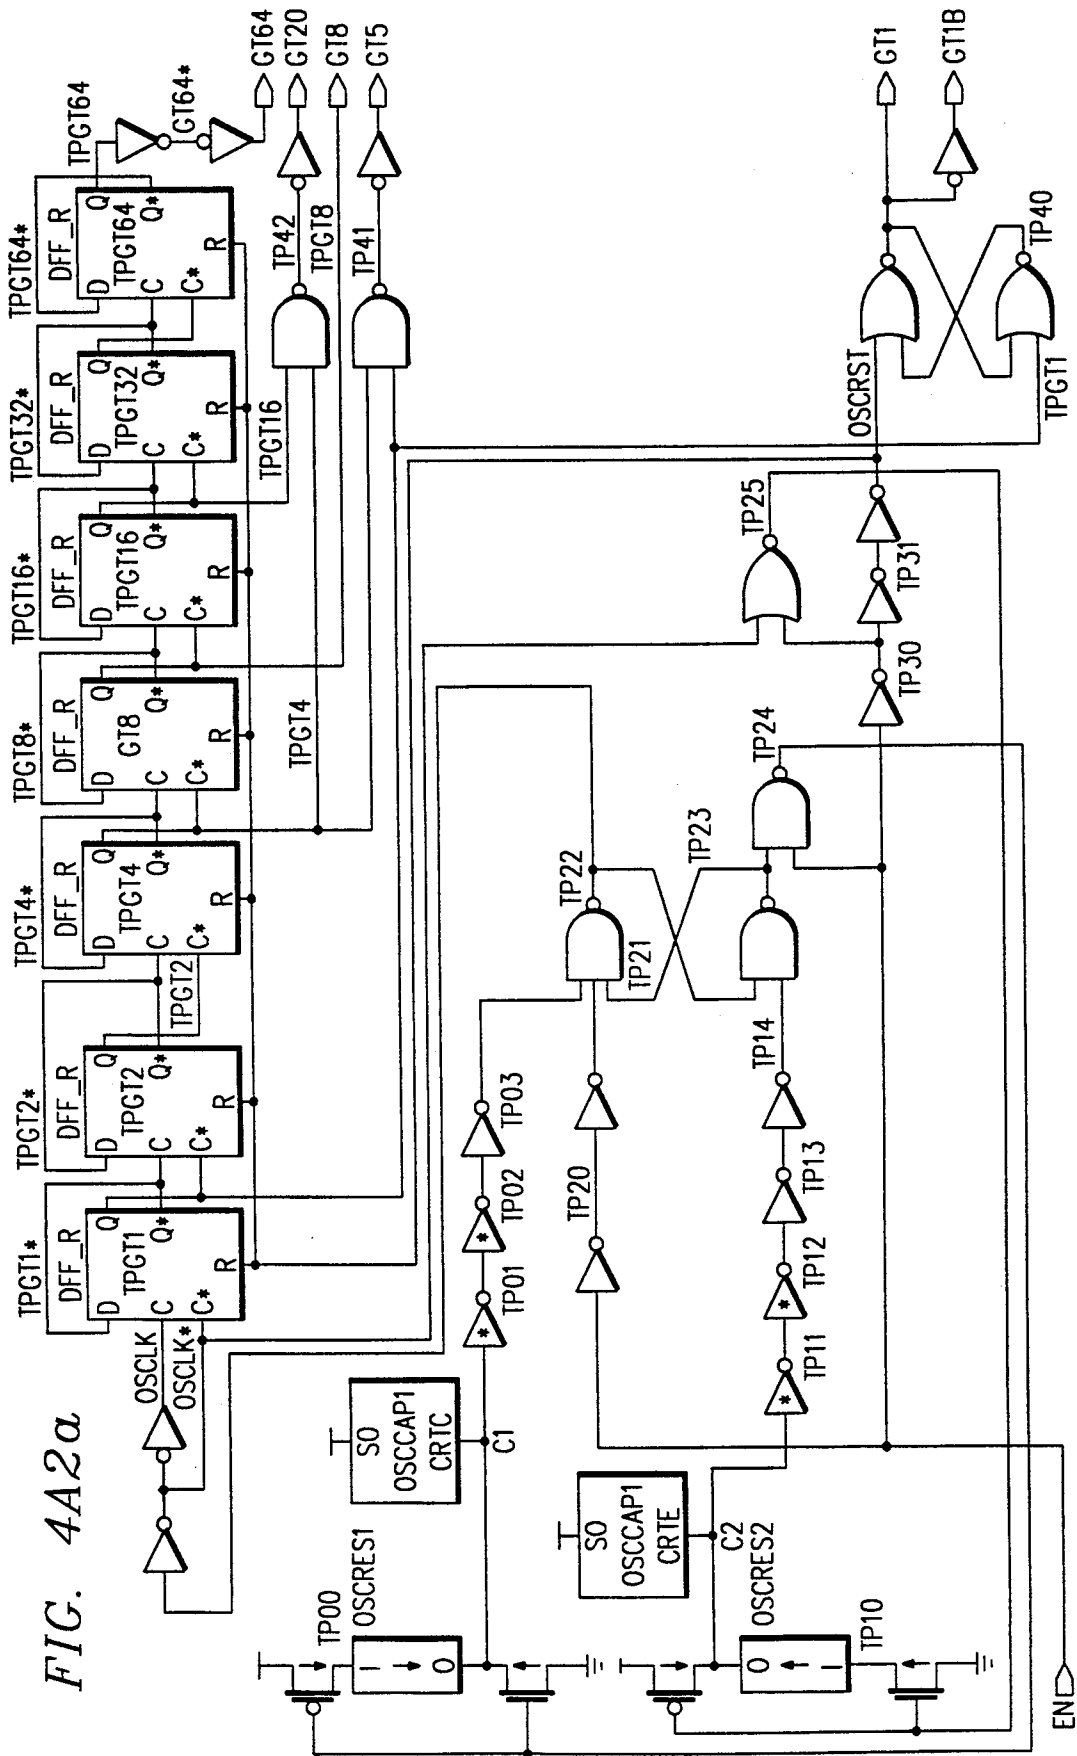 FIG. 4A2a
TPGT1*
TPGT2*
TPGT4*
TPGT8*
TPGT16*
TPGT32*
TPGT64*
DFF_R
D
Q
TPGT1
C
Q*
C*
R
DFF_R
D
Q
TPGT2
C
Q*
C*
R
DFF_R
D
Q
TPGT4
C
Q*
C*
R
DFF_R
D
Q
GT8
C
Q*
C*
R
DFF_R
D
Q
TPGT16
C
Q*
C*
R
DFF_R
D
Q
TPGT32
C
Q*
C*
R
DFF_R
D
Q
TPGT64
C
Q*
C*
R
OSCLK
OSCLK*
TPGT2
TPGT4
TPGT16
TPGT64
GT64*
GT64
TP42
GT20
TPGT8
GT8
TP41
GT5
SO
OSCCAP1
CRTC
C1
TP00
OSCRES1
I
O
*
TP01
*
TP02
TP03
TP20
TP21
TP22
TP23
TP24
TP25
SO
OSCCAP1
CRTE
C2
OSCRES2
O
I
TP10
*
TP11
*
TP12
TP13
TP14
TP30
TP31
OSCRST
TPGT1
TP40
GT1
GT1B
EN